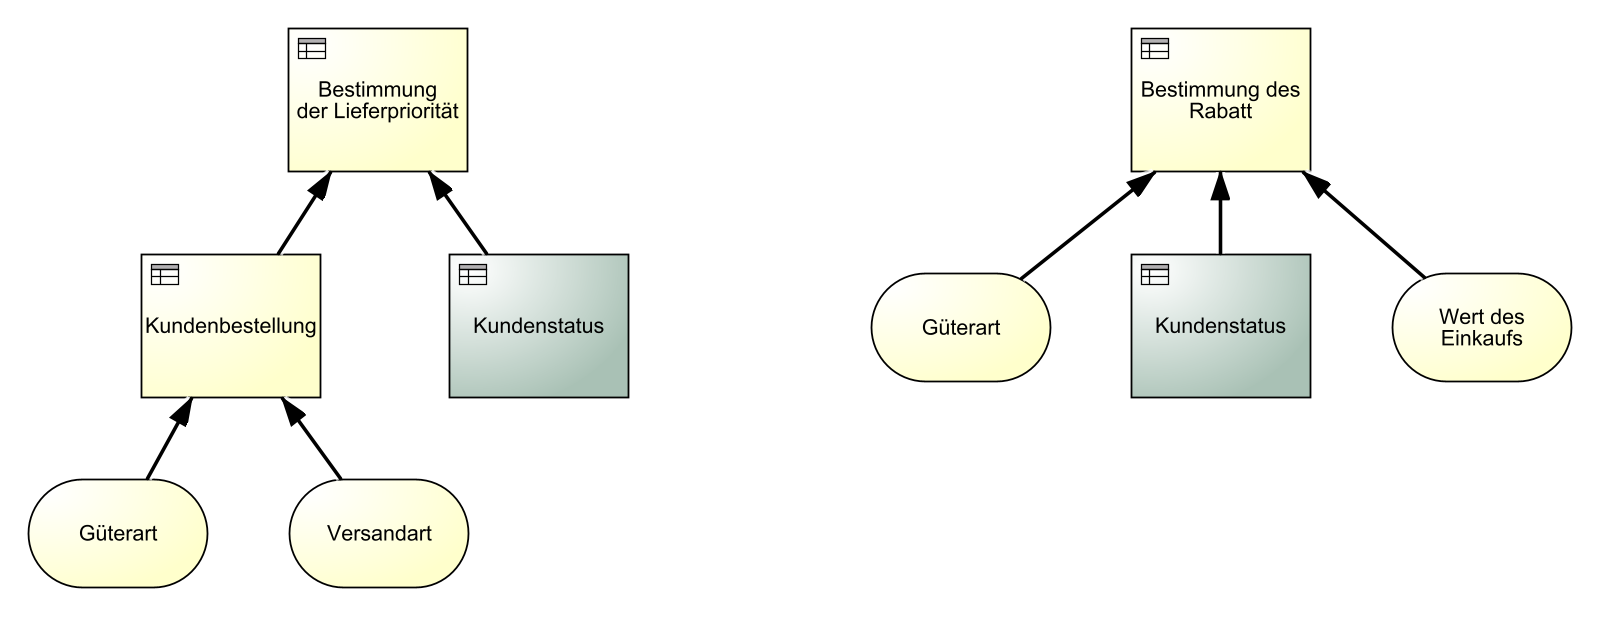 Bestimmung
der Lieferpriorität
Kundenbestellung
Kundenstatus
Güterart
Versandart
Bestimmung des
Rabatt
Güterart
Kundenstatus
Wert des
Einkaufs